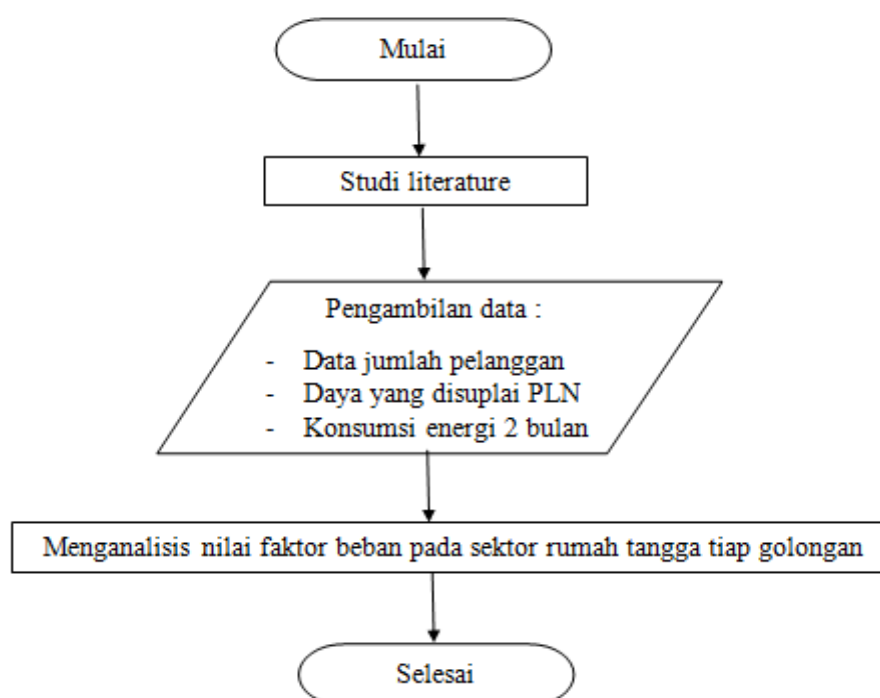 Mulai
Studi literature
Pengambilan data :
- Data jumlah pelanggan
- Daya yang disuplai PLN
- Konsumsi energi 2 bulan
Menganalisis nilai faktor beban pada sektor rumah tangga tiap golongan
Selesai